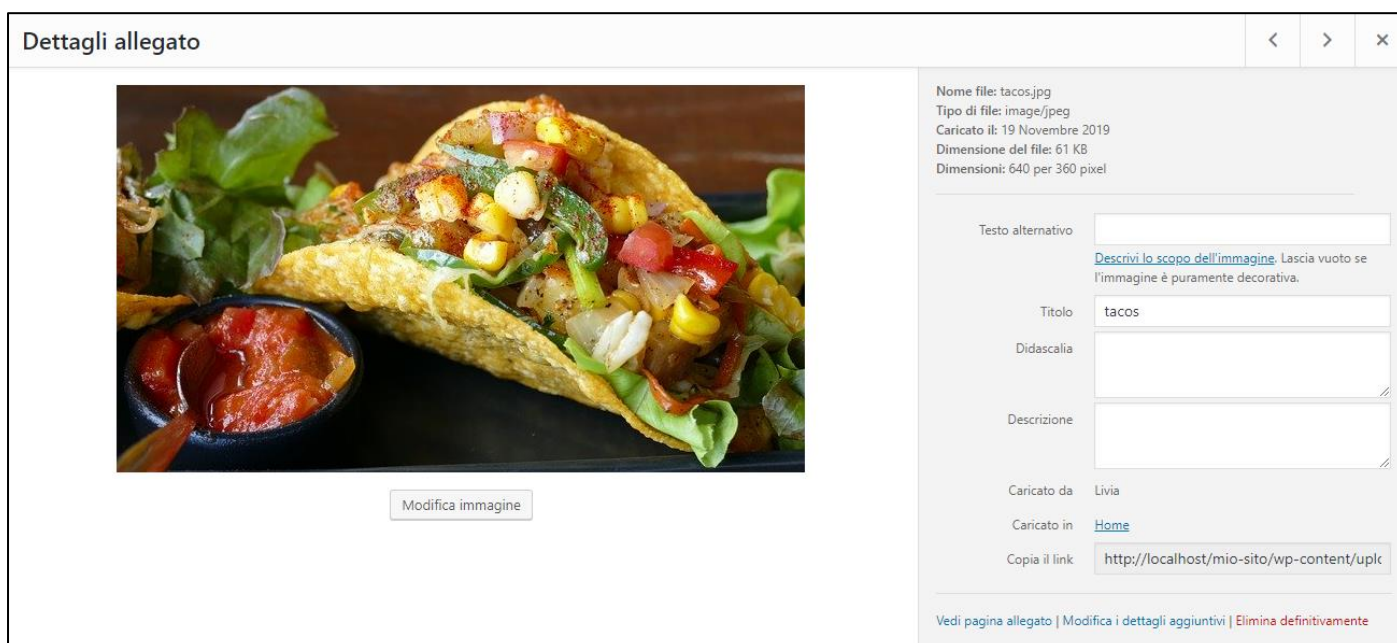 Dettagli allegato
Nome file: tacos.jpg
Tipo di file: image/jpeg
Caricato il: 19 Novembre 2019
Dimensione del file: 61 KB
Dimensioni: 640 per 360 pixel
Testo alternativo
Descrivi lo scopo dell'immagine. Lascia vuoto se
l'immagine è puramente decorativa.
Titolo tacos
Didascalia
Descrizione
Caricato da Livia
Caricato in Home
Copia il link http://localhost/mio-sito/wp-content/uplo
Modifica immagine
Vedi pagina allegato | Modifica i dettagli aggiuntivi | Elimina definitivamente